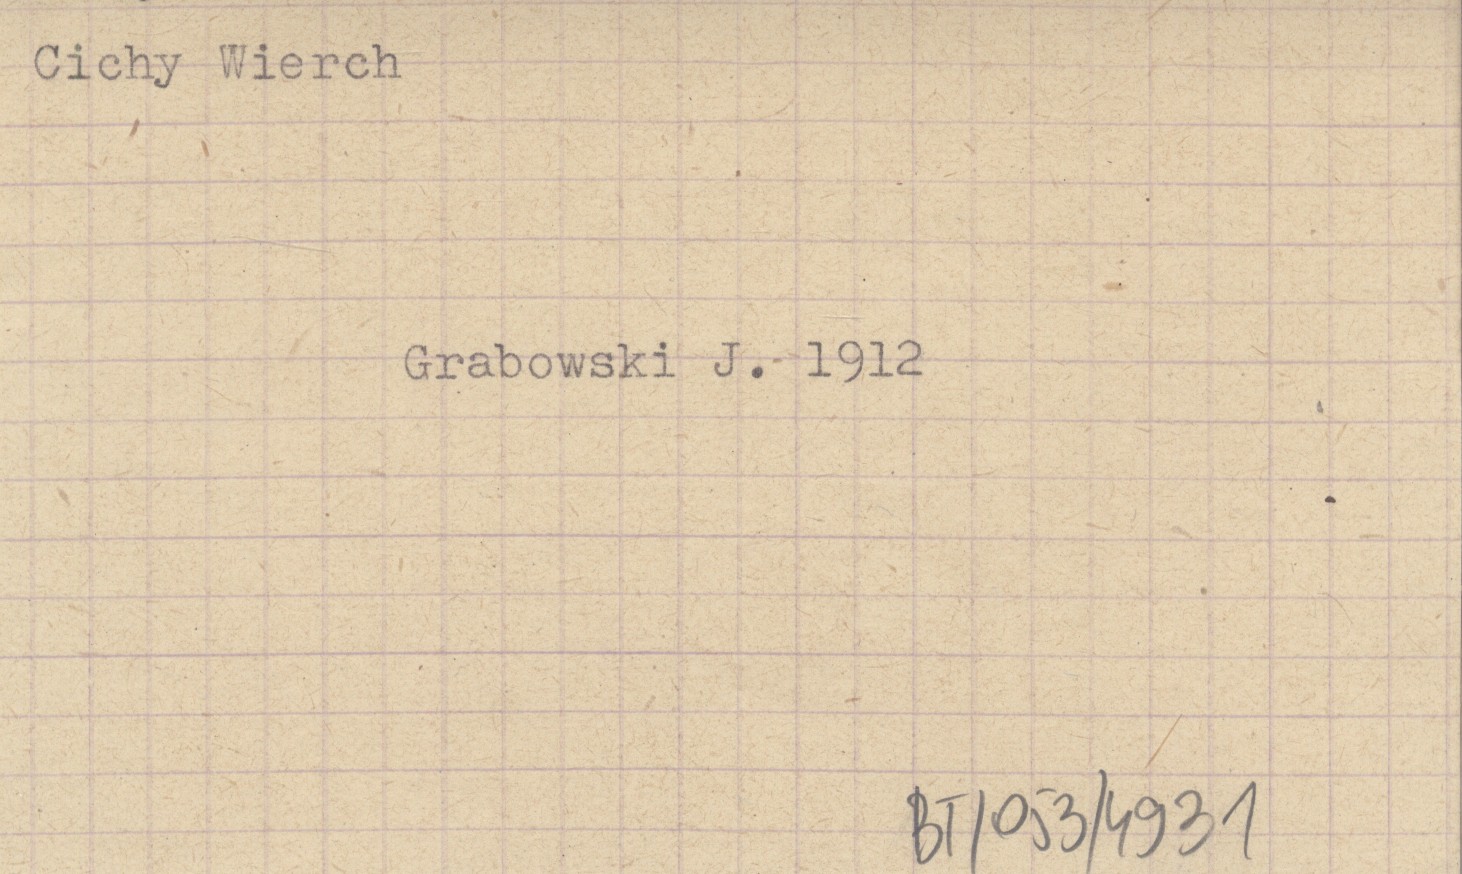 Cichy Wierch
Grabowski J. 1912
BT/053/4931